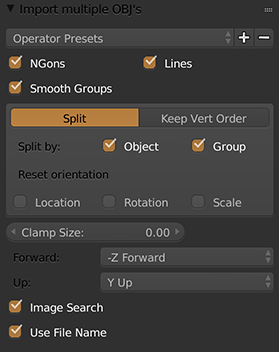 Import multiple OBJ's
Operator Presets
NGons Lines
Smooth Groups
Split Keep Vert Order
Split by: Object Group
Reset orientation
Location Rotation Scale
Clamp Size: 0.00
Forward: -Z Forward
Up: Y Up
Image Search
Use File Name